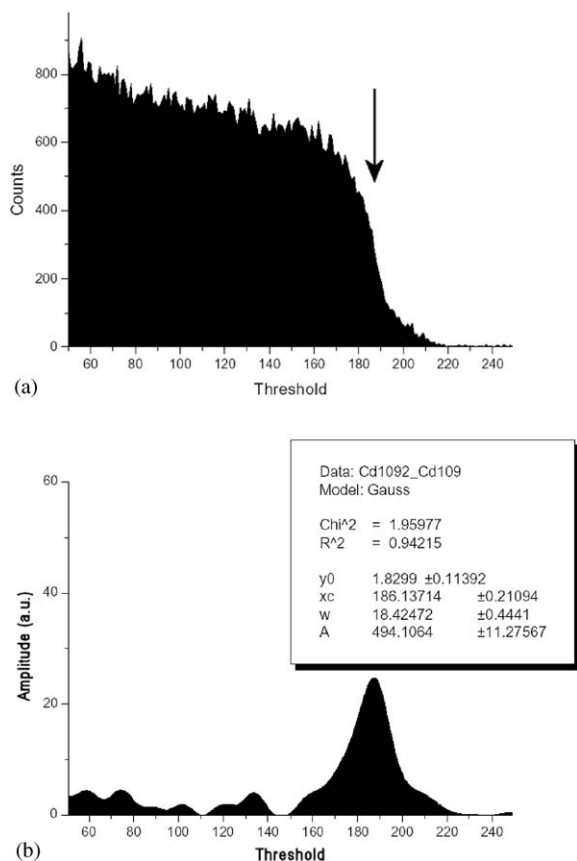 800
600
400
200
0
Counts
60 80 100 120 140 160 180 200 220 240
Threshold
(a)
60
40
20
0
Amplitude (a.u.)
Data: Cd1092_Cd109
Model: Gauss
Chi^2 = 1.95977
R^2 = 0.94215
y0 1.8299 ±0.11392
xc 186.13714 ±0.21094
w 18.42472 ±0.4441
A 494.1064 ±11.27567
60 80 100 120 140 160 180 200 220 240
Threshold
(b)